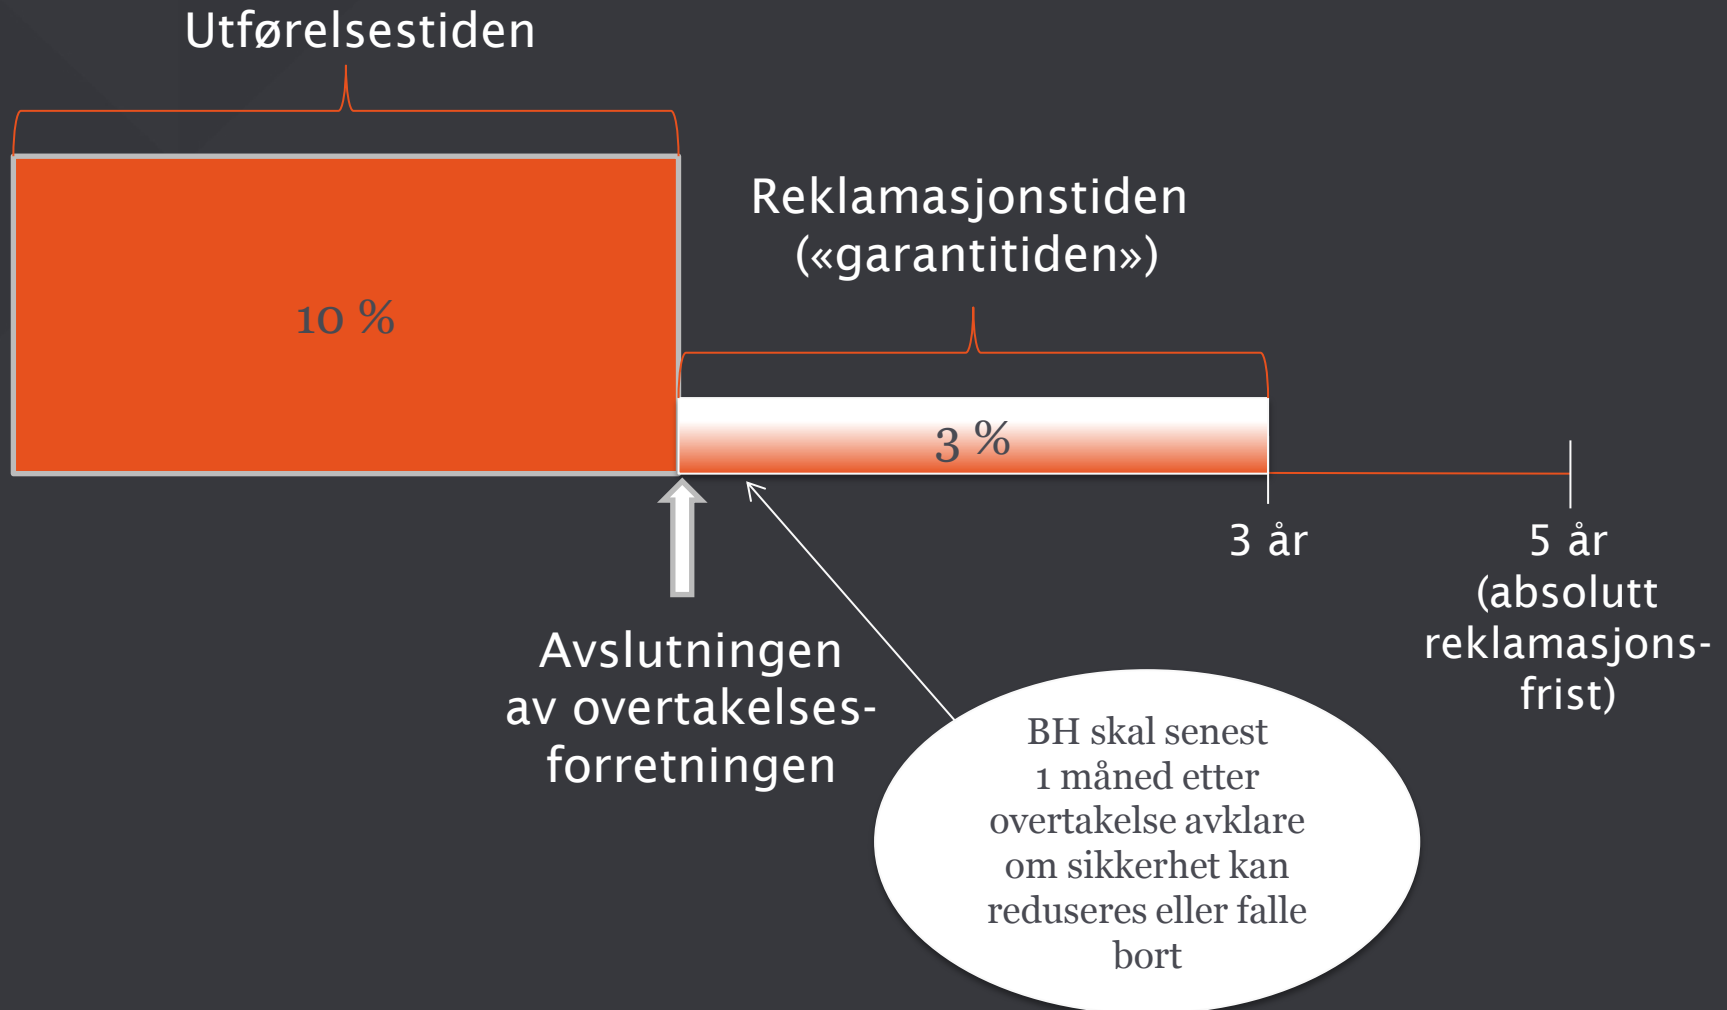 Utførelsestiden
10 %
Reklamasjonstiden
(«garantitiden»)
3 %
3 år
5 år
(absolutt
reklamasjons-
frist)
Avslutningen
av overtakelses-
forretningen
BH skal senest
1 måned etter
overtakelse avklare
om sikkerhet kan
reduseres eller falle
bort